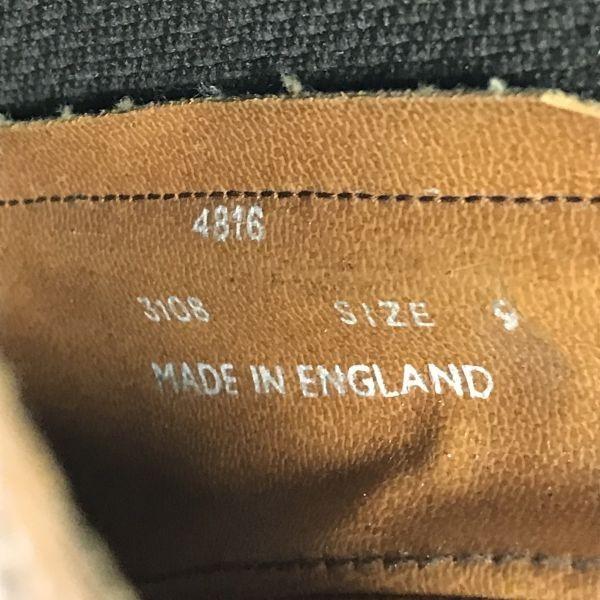 4816
3108 SIZE 9
MADE IN ENGLAND